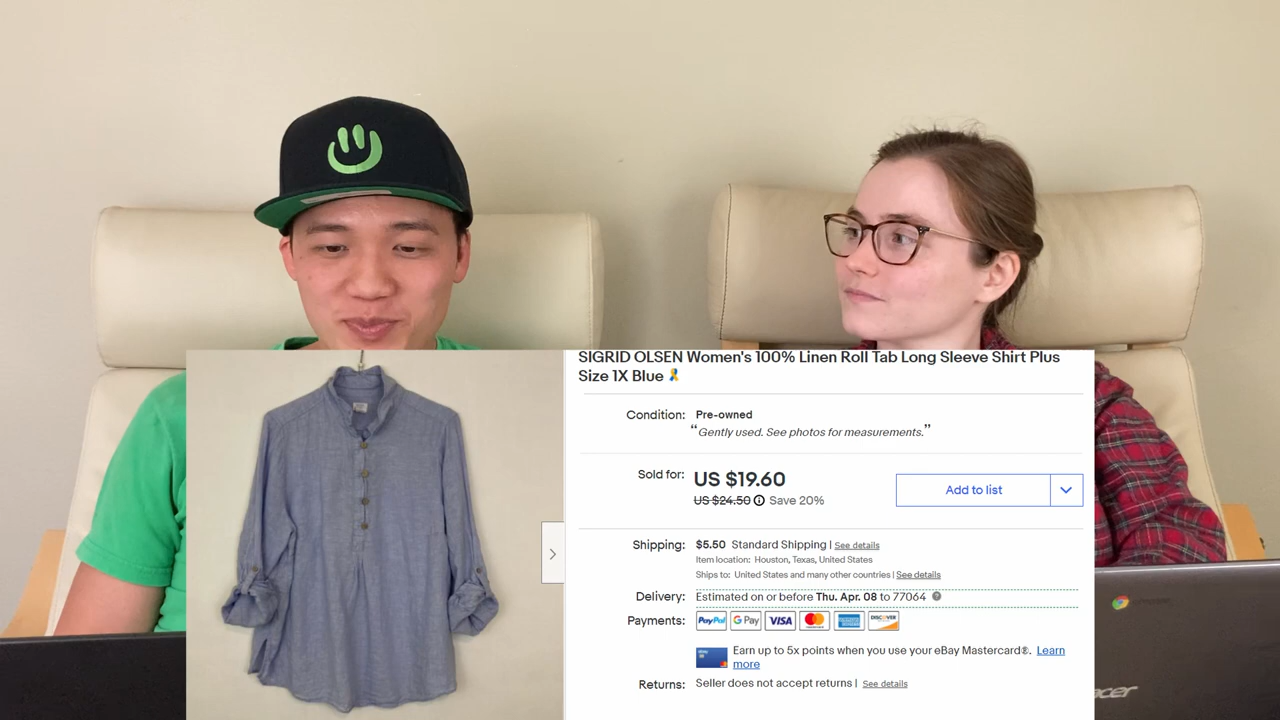 SIGRID OLSEN Women's 100% Linen Roll Tab Long Sleeve Shirt Plus
Size 1X Blue
Condition: Pre-owned
“Gently used. See photos for measurements.”
Sold for: US $19.60
US $24.50 Save 20%
Add to list
Shipping: $5.50 Standard Shipping | See details
Item location: Houston, Texas, United States
Ships to: United States and many other countries | See details
Delivery: Estimated on or before Thu. Apr. 08 to 77064
Payments: PayPal G Pay VISA mastercard AMERICAN EXPRESS DISCOVER
Earn up to 5x points when you use your eBay Mastercard®. Learn
more
Returns: Seller does not accept returns | See details
acer